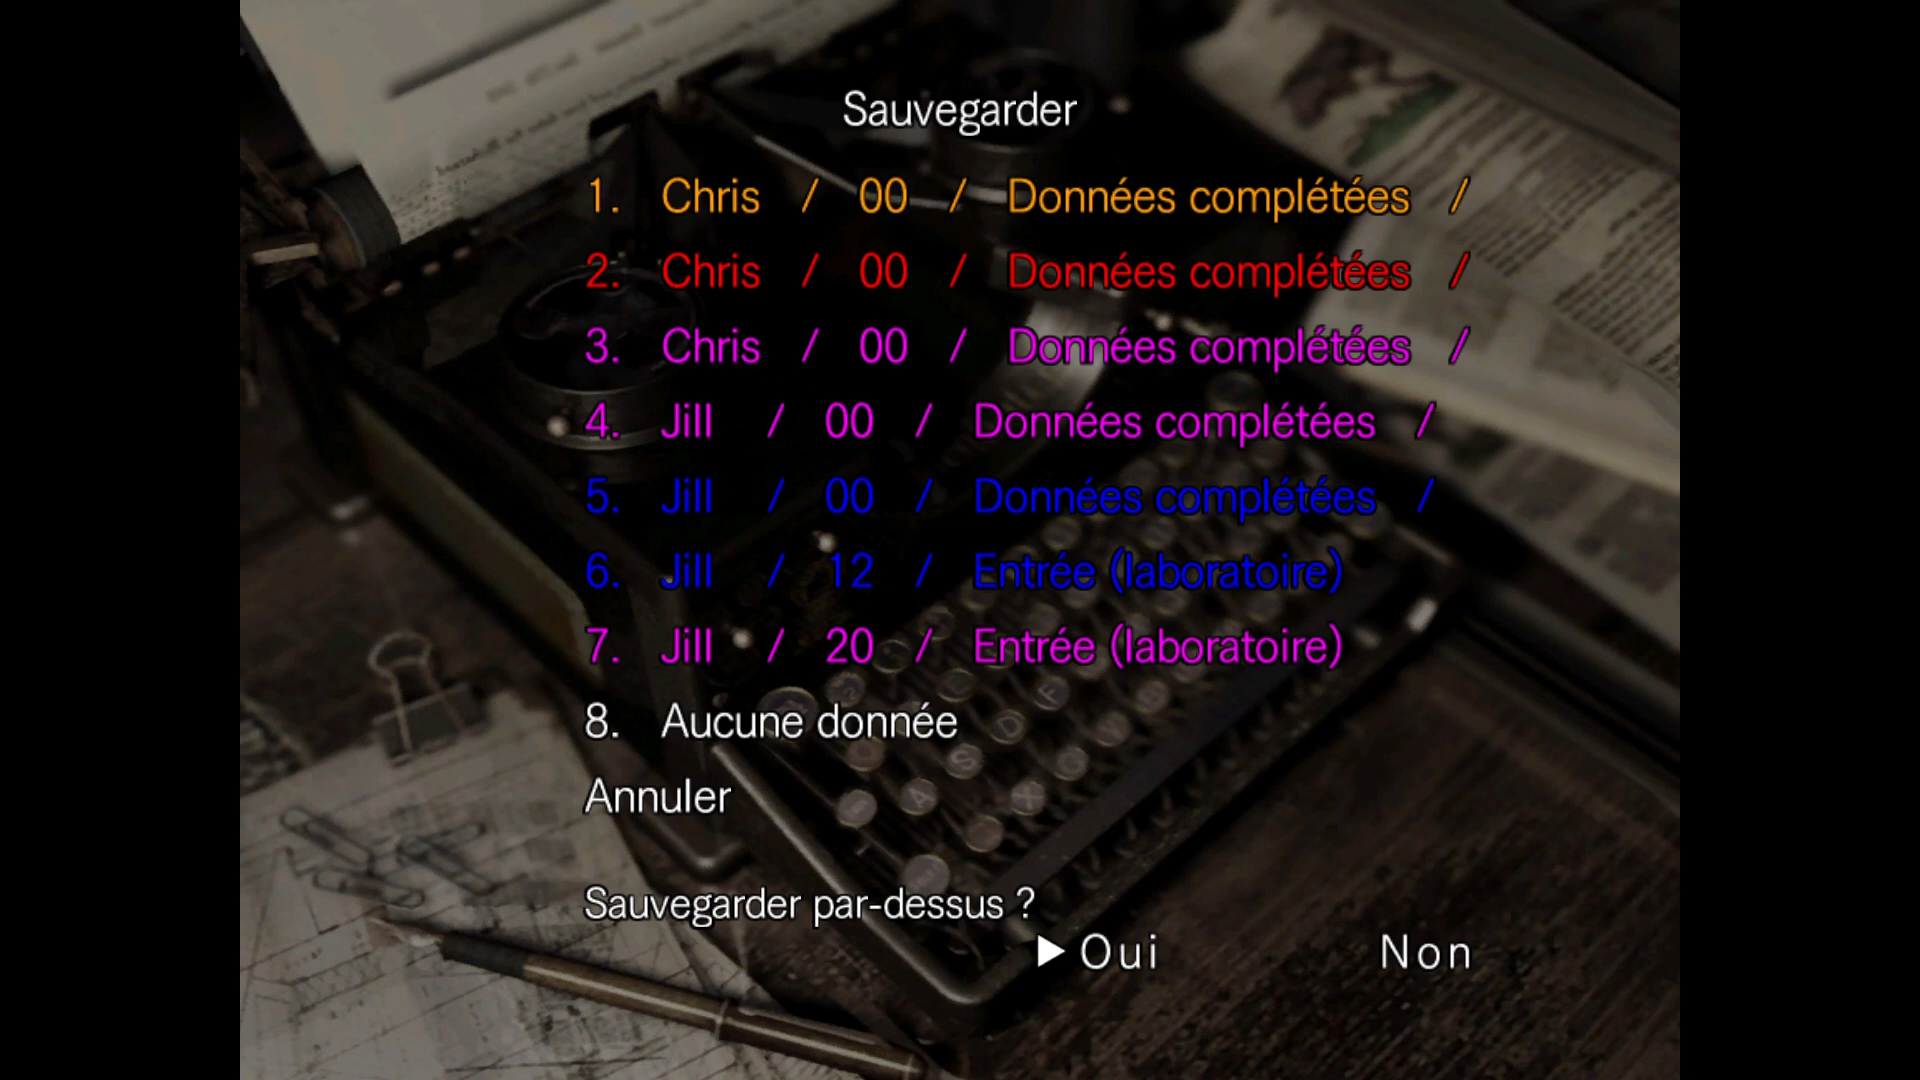 Sauvegarder
1. Chris / 00 / Données complétées /
2. Chris / 00 / Données complétées /
3. Chris / 00 / Données complétées /
4. Jill / 00 / Données complétées /
5. Jill / 00 / Données complétées /
6. Jill / 12 / Entrée (laboratoire)
7. Jill / 20 / Entrée (laboratoire)
8. Aucune donnée
Annuler
Sauvegarder par-dessus ?
▶ Oui Non